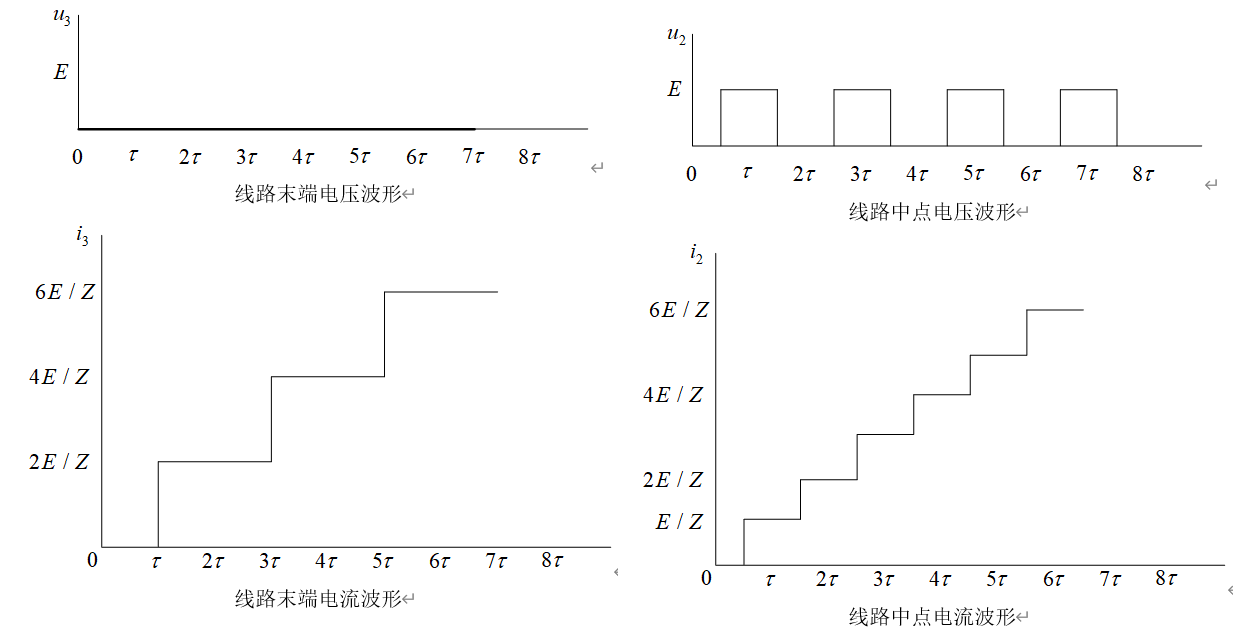 u₃
E
0 τ 2τ 3τ 4τ 5τ 6τ 7τ 8τ ↵
线路末端电压波形↵
u₂
E
0 τ 2τ 3τ 4τ 5τ 6τ 7τ 8τ ↵
线路中点电压波形↵
i₃
6E / Z
4E / Z
2E / Z
0 τ 2τ 3τ 4τ 5τ 6τ 7τ 8τ ↵
线路末端电流波形↵
i₂
6E / Z
4E / Z
2E / Z
E / Z
0 τ 2τ 3τ 4τ 5τ 6τ 7τ 8τ ↵
线路中点电流波形↵